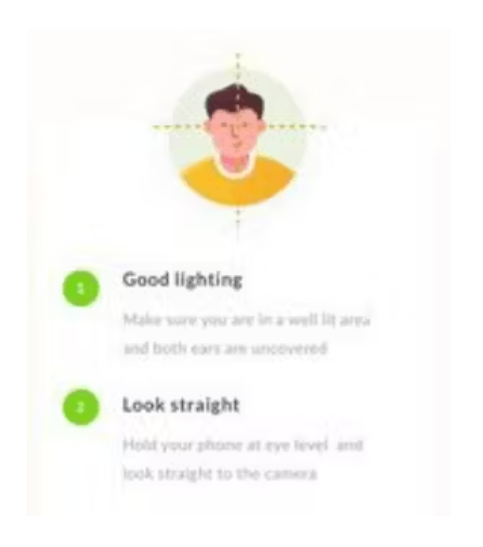 1
Good lighting
Make sure you are in a well lit area
and both ears are uncovered
2
Look straight
Hold your phone at eye level and
look straight to the camera